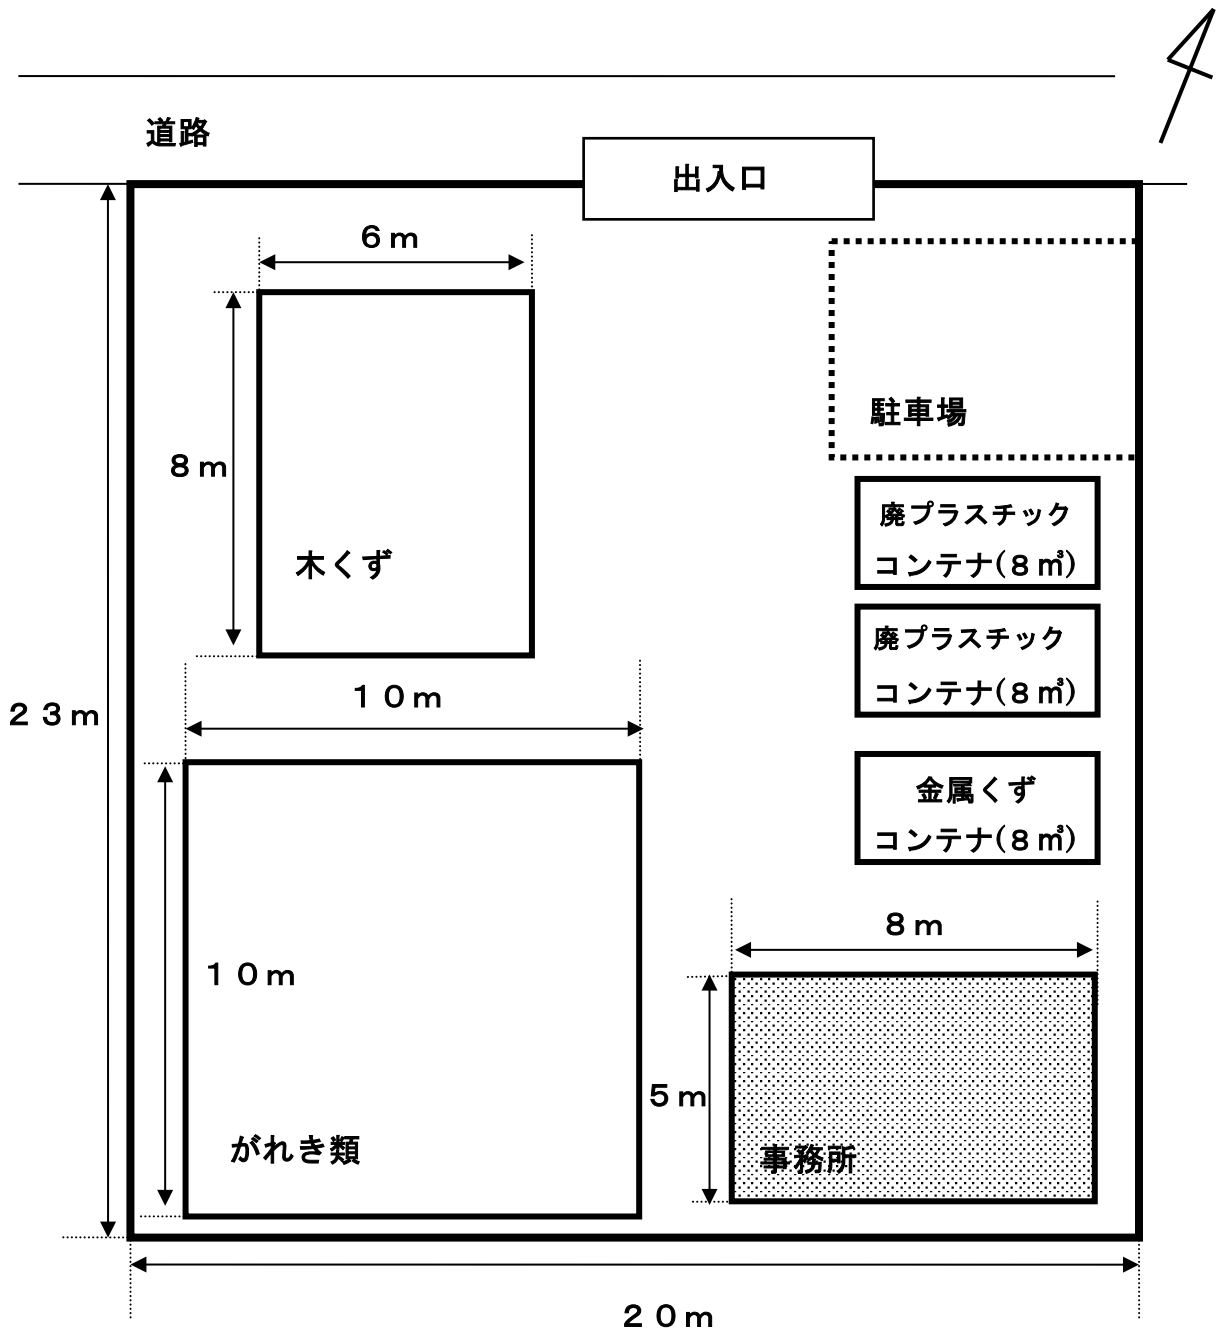 道路
出入口
６ｍ
８ｍ
木くず
駐車場
廃プラスチック
コンテナ(８㎥)
廃プラスチック
コンテナ(８㎥)
２３ｍ
１０ｍ
金属くず
コンテナ(８㎥)
８ｍ
１０ｍ
５ｍ
がれき類
事務所
２０ｍ